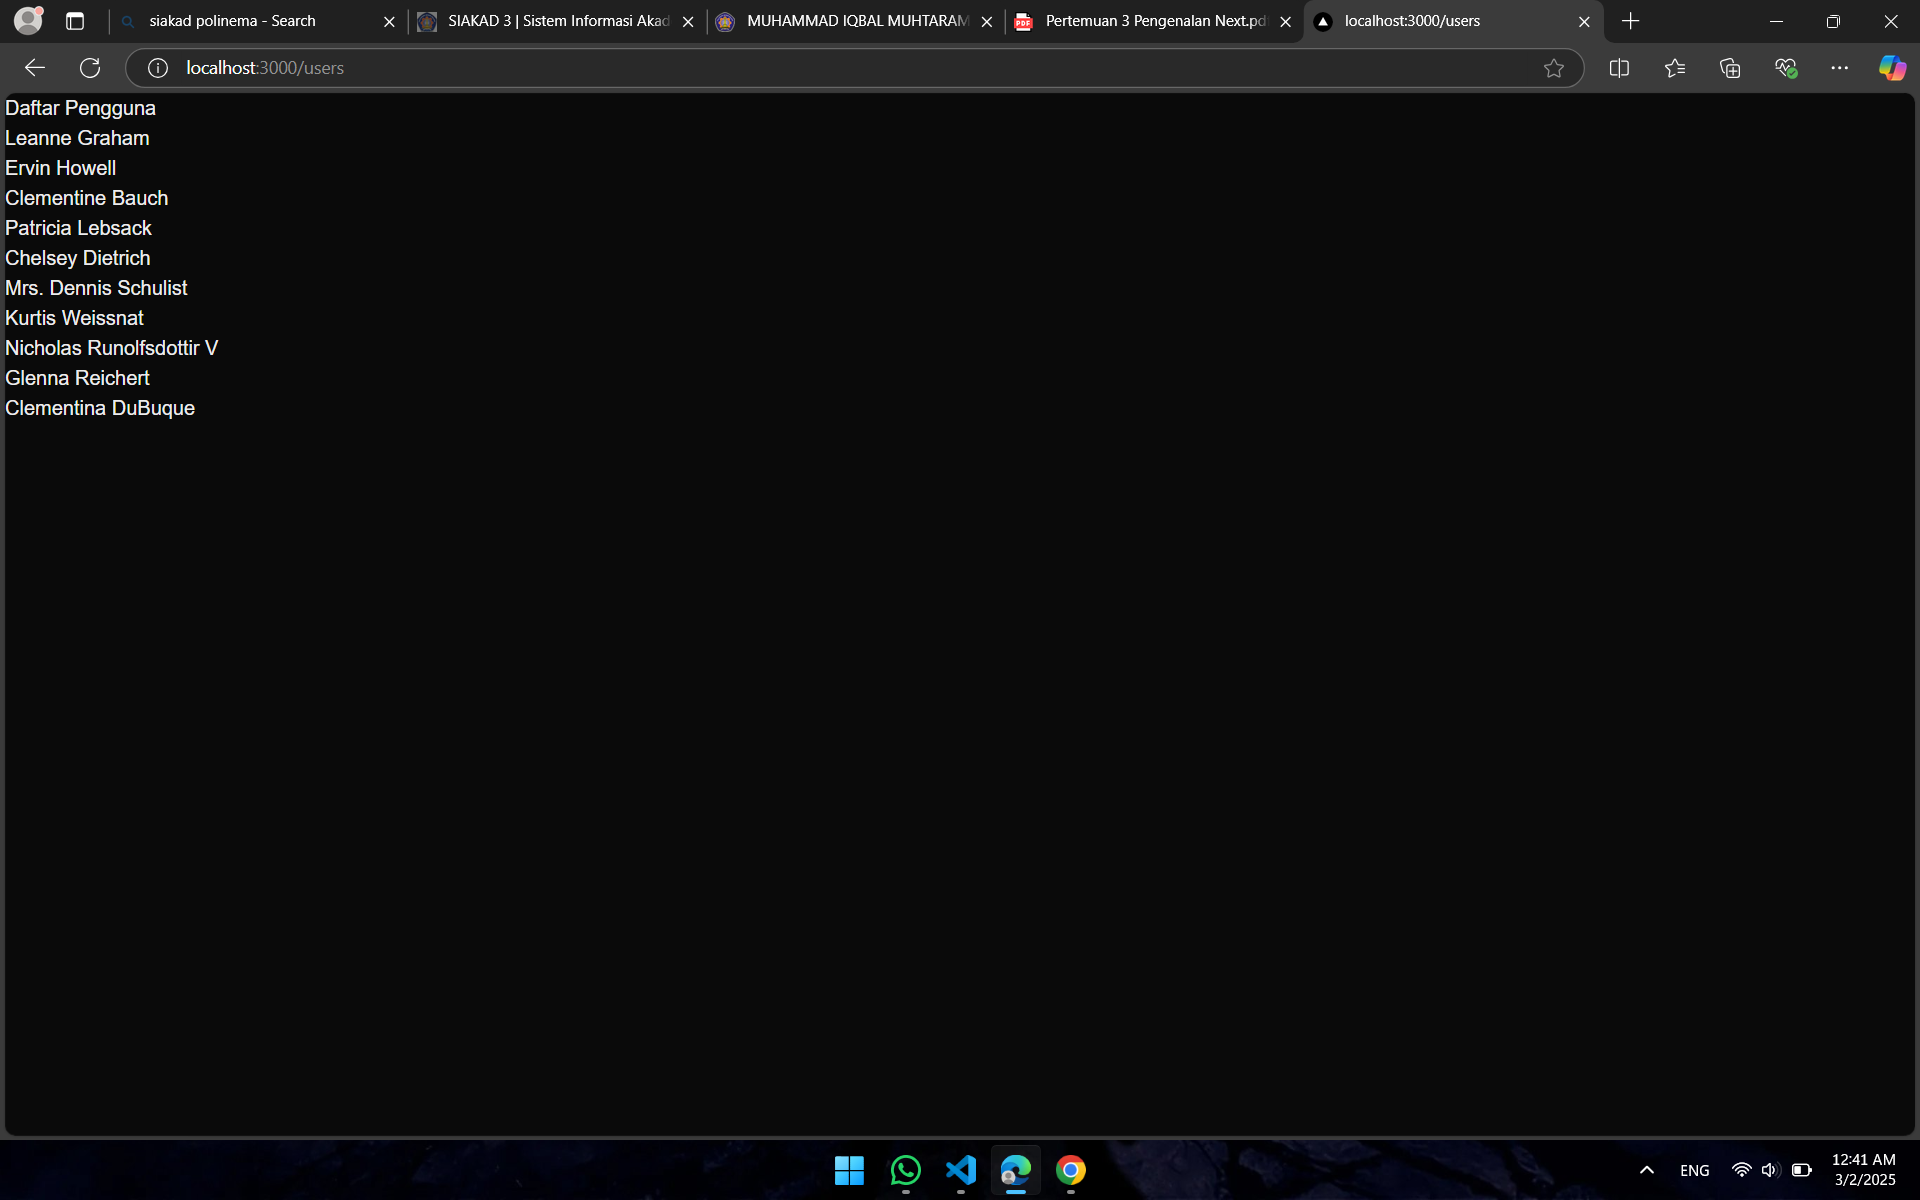 siakad polinema - Search
SIAKAD 3 | Sistem Informasi Akad
MUHAMMAD IQBAL MUHTARAM
Pertemuan 3 Pengenalan Next.pd
localhost:3000/users
localhost:3000/users
Daftar Pengguna
Leanne Graham
Ervin Howell
Clementine Bauch
Patricia Lebsack
Chelsey Dietrich
Mrs. Dennis Schulist
Kurtis Weissnat
Nicholas Runolfsdottir V
Glenna Reichert
Clementina DuBuque
ENG
12:41 AM
3/2/2025